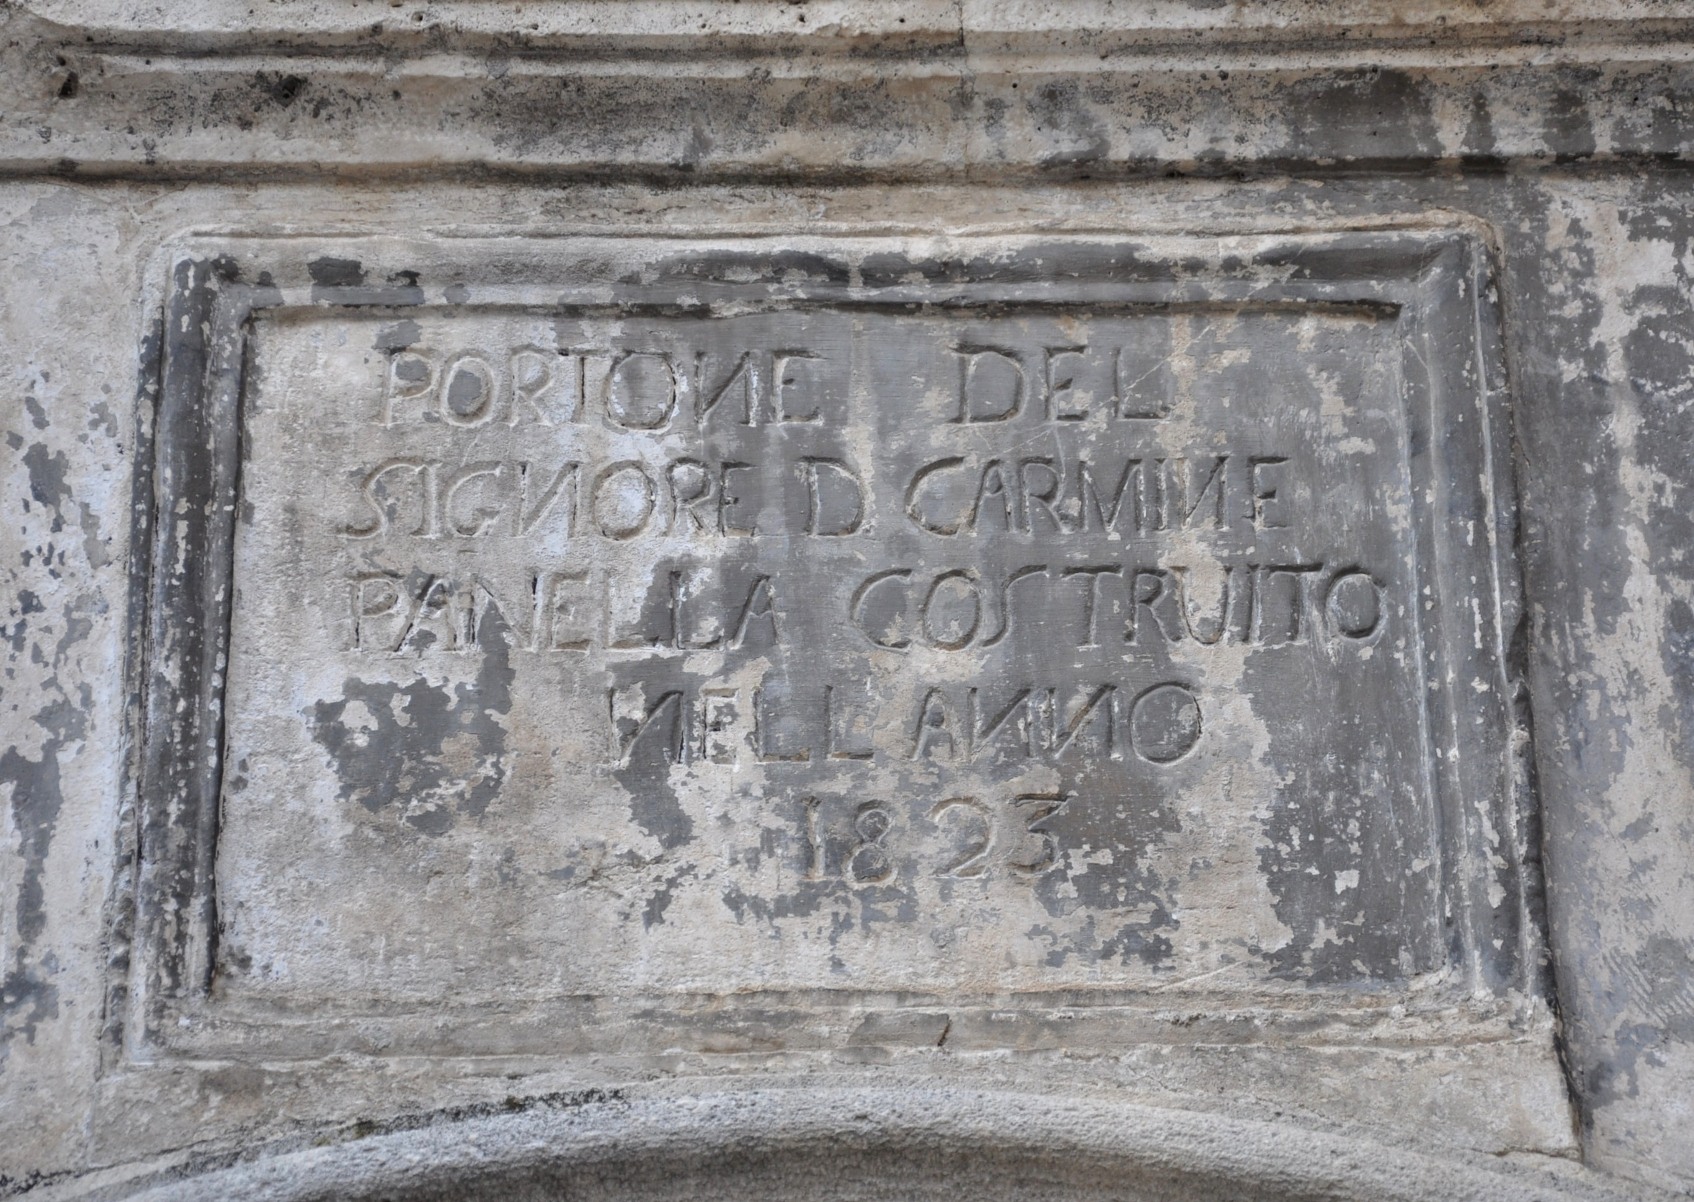 PORTONE DEL
SIGNORE D CARMINE
PANELLA COSTRUITO
NELL ANNO
1823